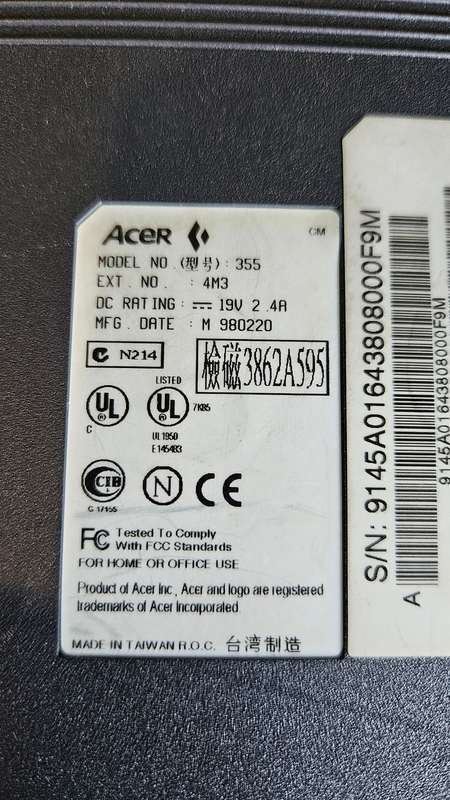 ACER
CM
MODEL NO.(型号): 355
EXT. NO. : 4M3
DC RATING: 19V 2.4A
MFG. DATE : M 980220
C N214
檢磁3862A595
LISTED
UL
UL
7K85
C
UL1950
E145483
CIB
N
CE
G 17155
FC Tested To Comply
With FCC Standards
FOR HOME OR OFFICE USE
Product of Acer Inc., Acer and logo are registered
trademarks of Acer Incorporated.
MADE IN TAIWAN R.O.C. 台湾制造
S/N: 9145A01643808000F9M
A
9145A01643808000F9M